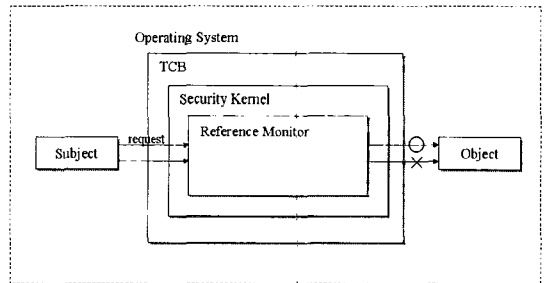 Operating System
TCB
Security Kernel
request
Reference Monitor
Subject
Object